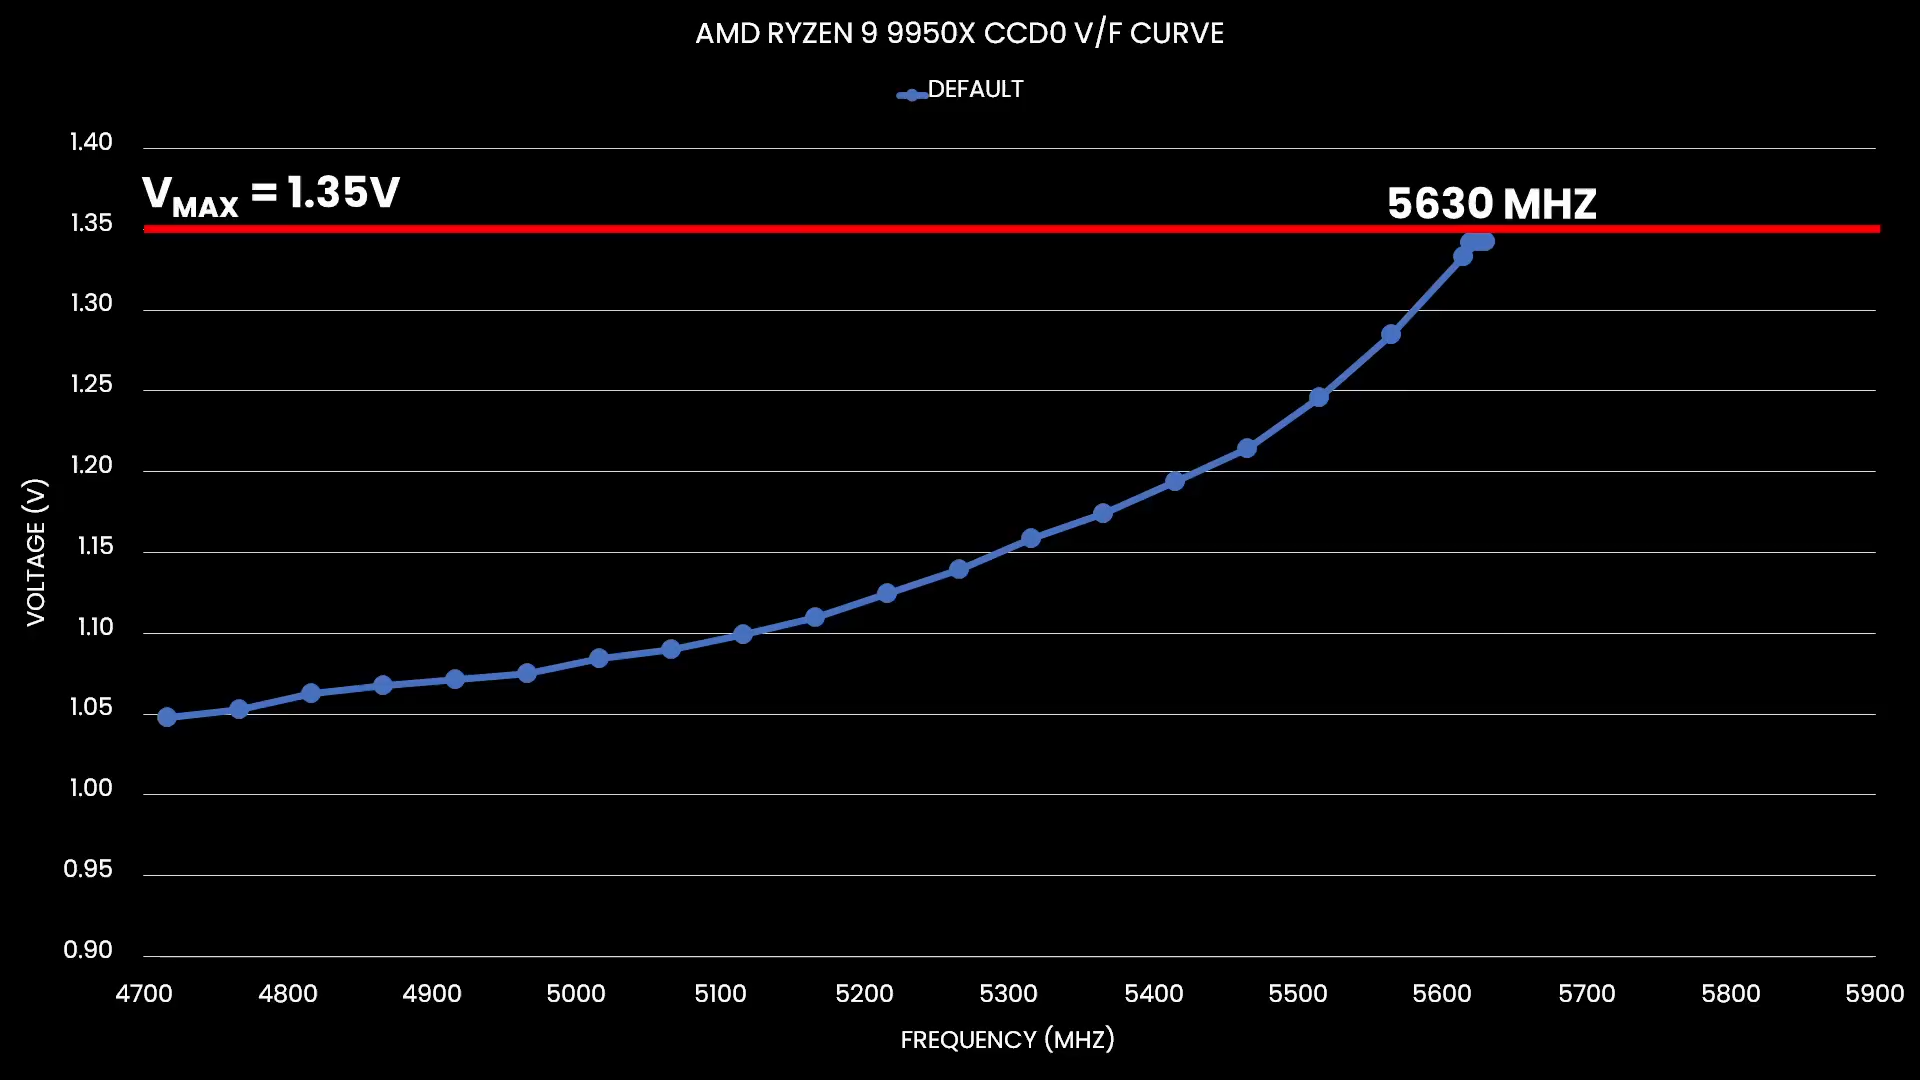 AMD RYZEN 9 9950X CCD0 V/F CURVE
DEFAULT
1.40
VMAX = 1.35V
5630 MHZ
1.35
1.30
1.25
1.20
1.15
1.10
1.05
1.00
0.95
0.90
VOLTAGE (V)
4700 4800 4900 5000 5100 5200 5300 5400 5500 5600 5700 5800 5900
FREQUENCY (MHZ)